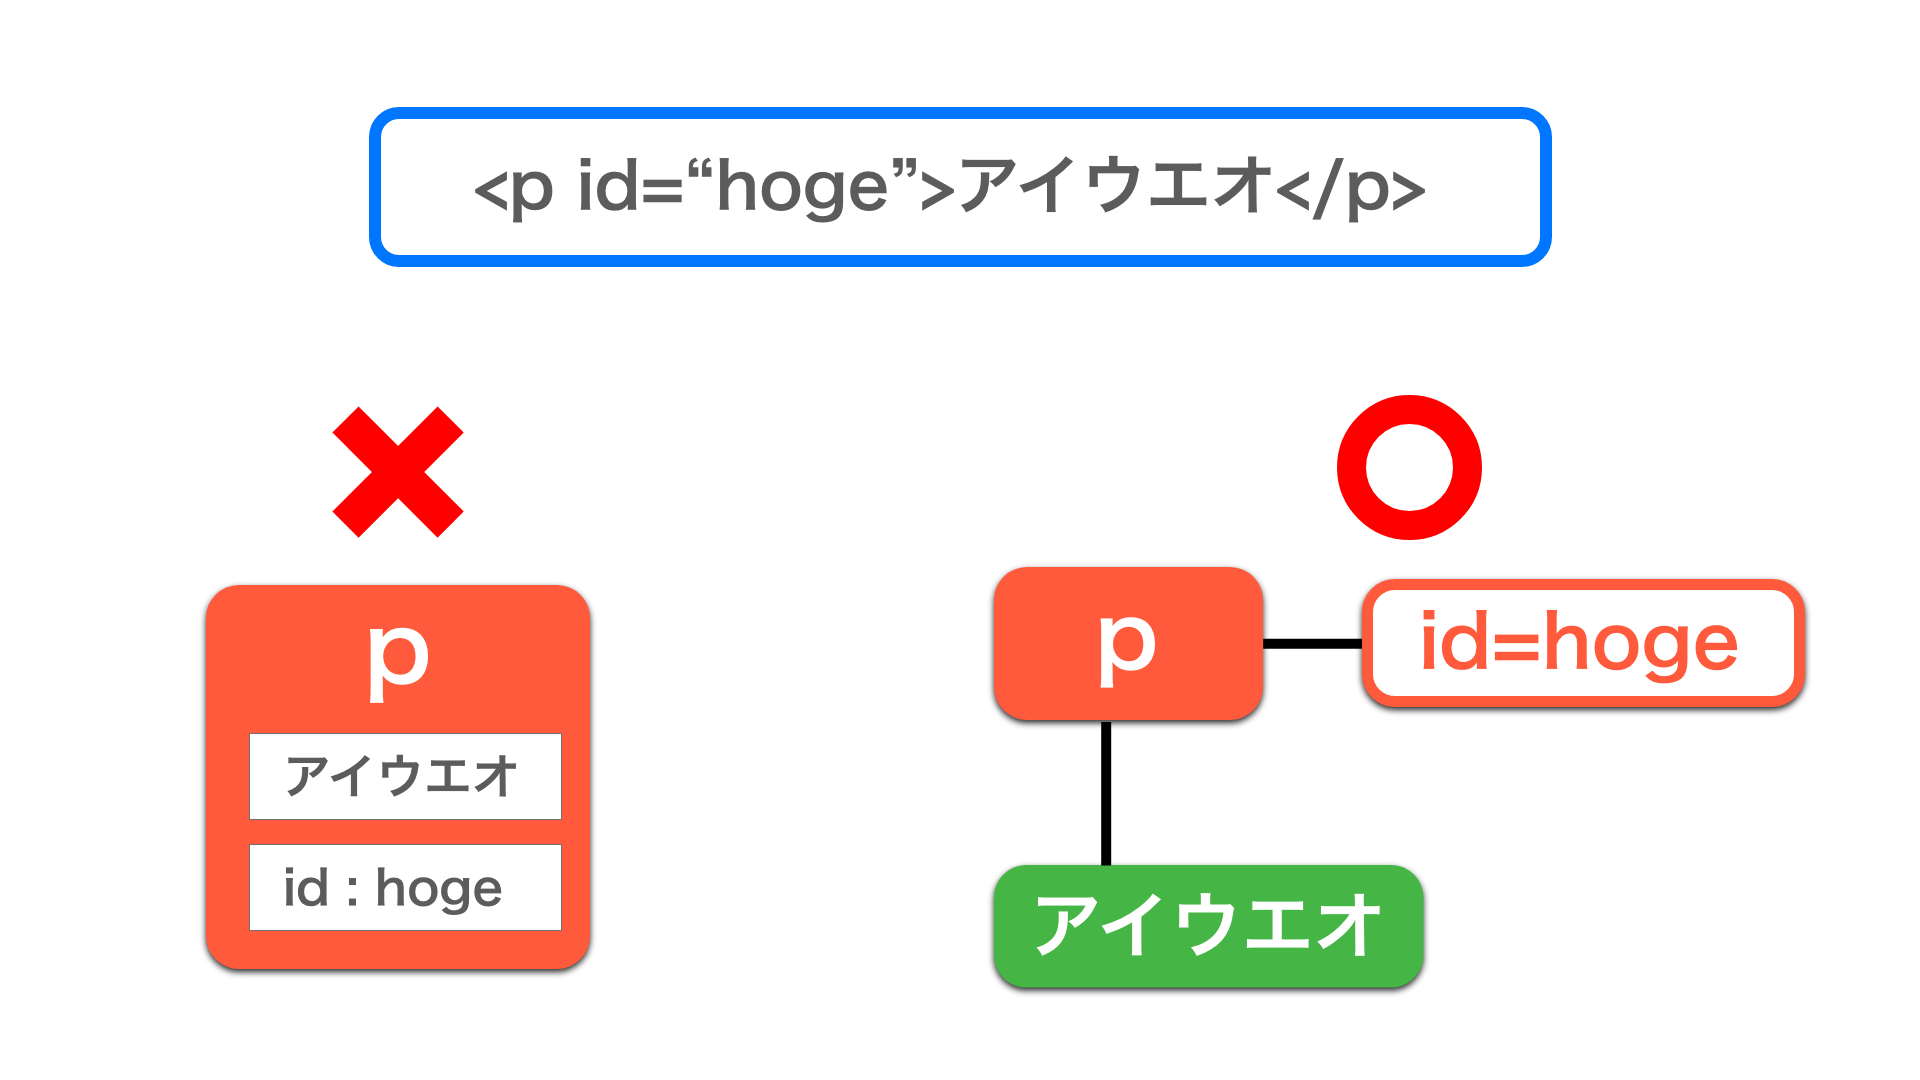 <p id=“hoge”>アイウエオ</p>
p
アイウエオ
id : hoge
p
id=hoge
アイウエオ